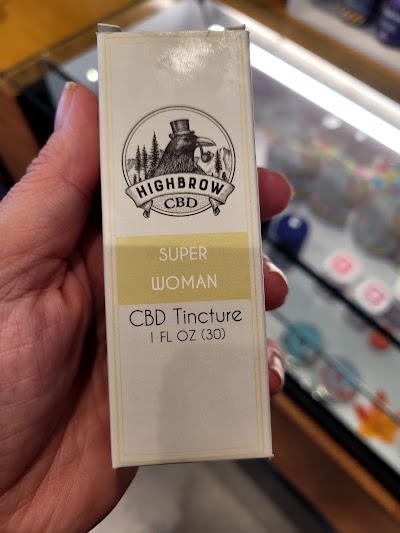 HIGHBROW
CBD
SUPER
WOMAN
CBD Tincture
1 FL OZ (30)